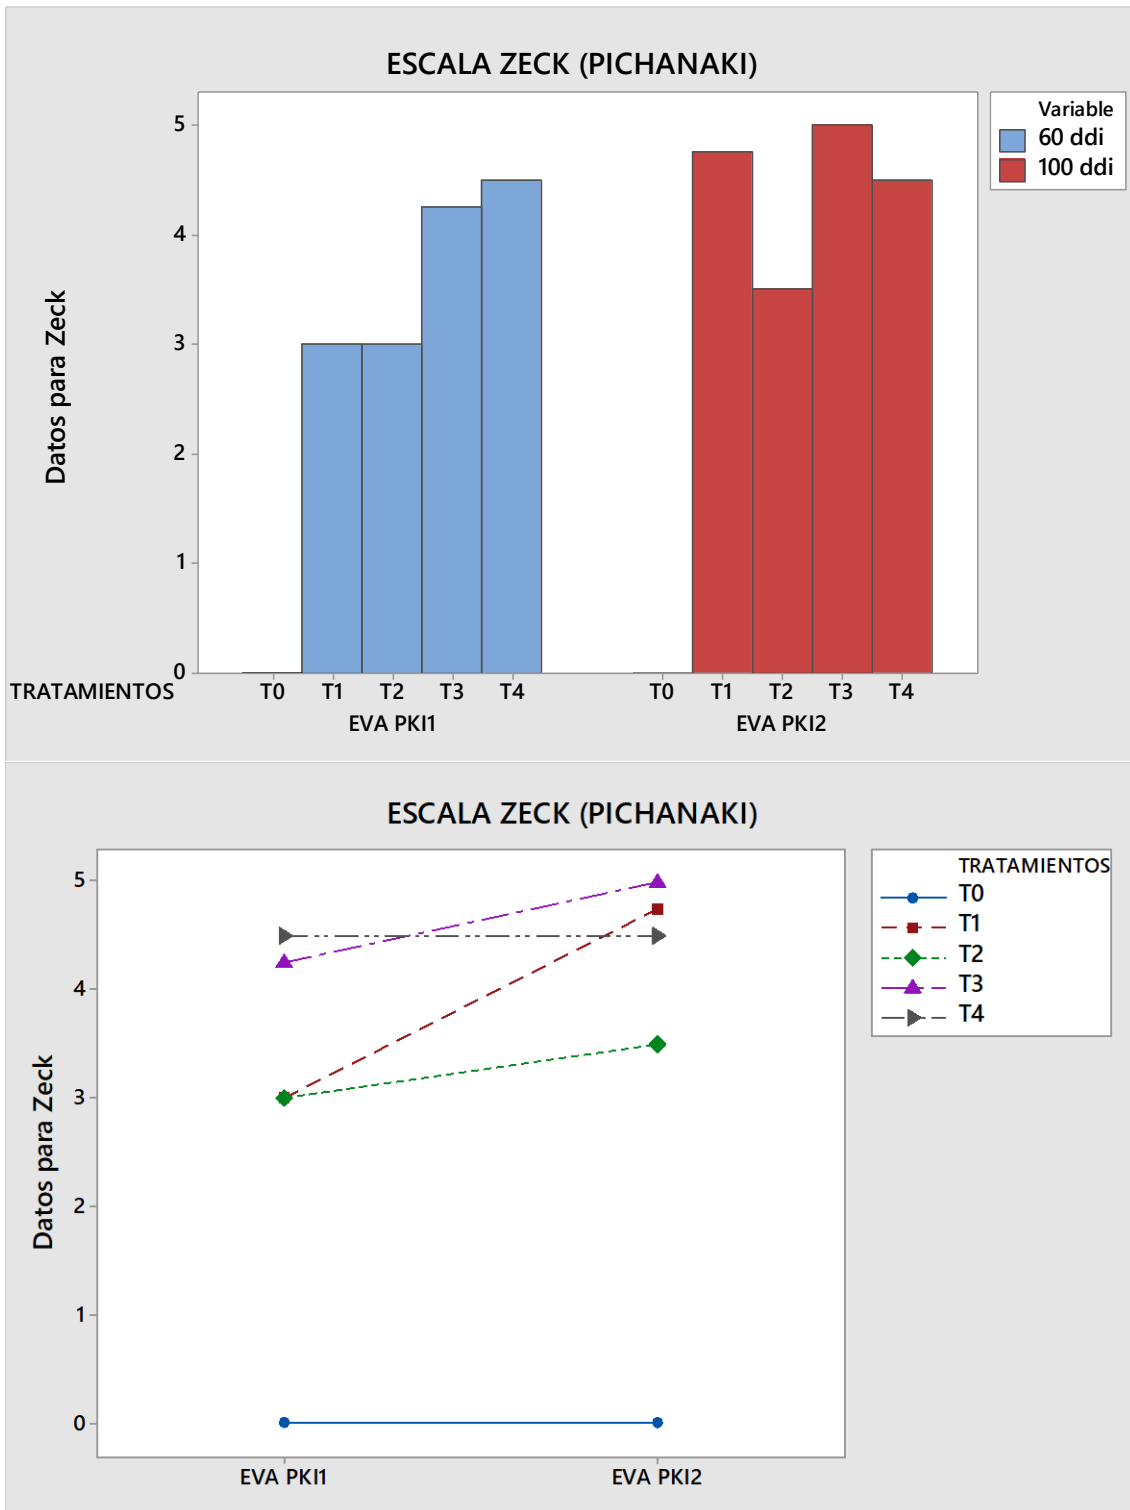 ESCALA ZECK (PICHANAKI)
Variable
60 ddi
100 ddi
Datos para Zeck
5
4
3
2
1
0
TRATAMIENTOS T0 T1 T2 T3 T4 T0 T1 T2 T3 T4
EVA PKI1 EVA PKI2
ESCALA ZECK (PICHANAKI)
TRATAMIENTOS
T0
T1
T2
T3
T4
Datos para Zeck
5
4
3
2
1
0
EVA PKI1 EVA PKI2